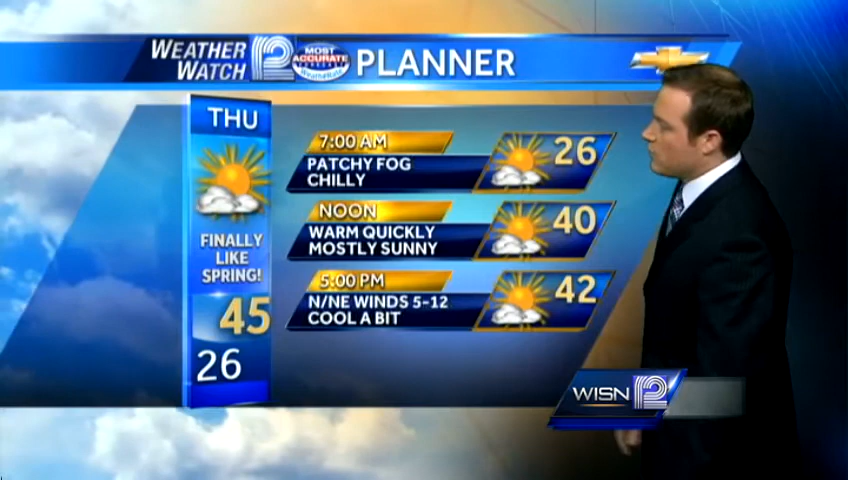 WEATHER
WATCH 12
MOST
ACCURATE
PLANNER
THU
FINALLY
LIKE
SPRING!
45
26
7:00 AM
PATCHY FOG
CHILLY
26
NOON
WARM QUICKLY
MOSTLY SUNNY
40
5:00 PM
N/NE WINDS 5-12
COOL A BIT
42
WISN 12